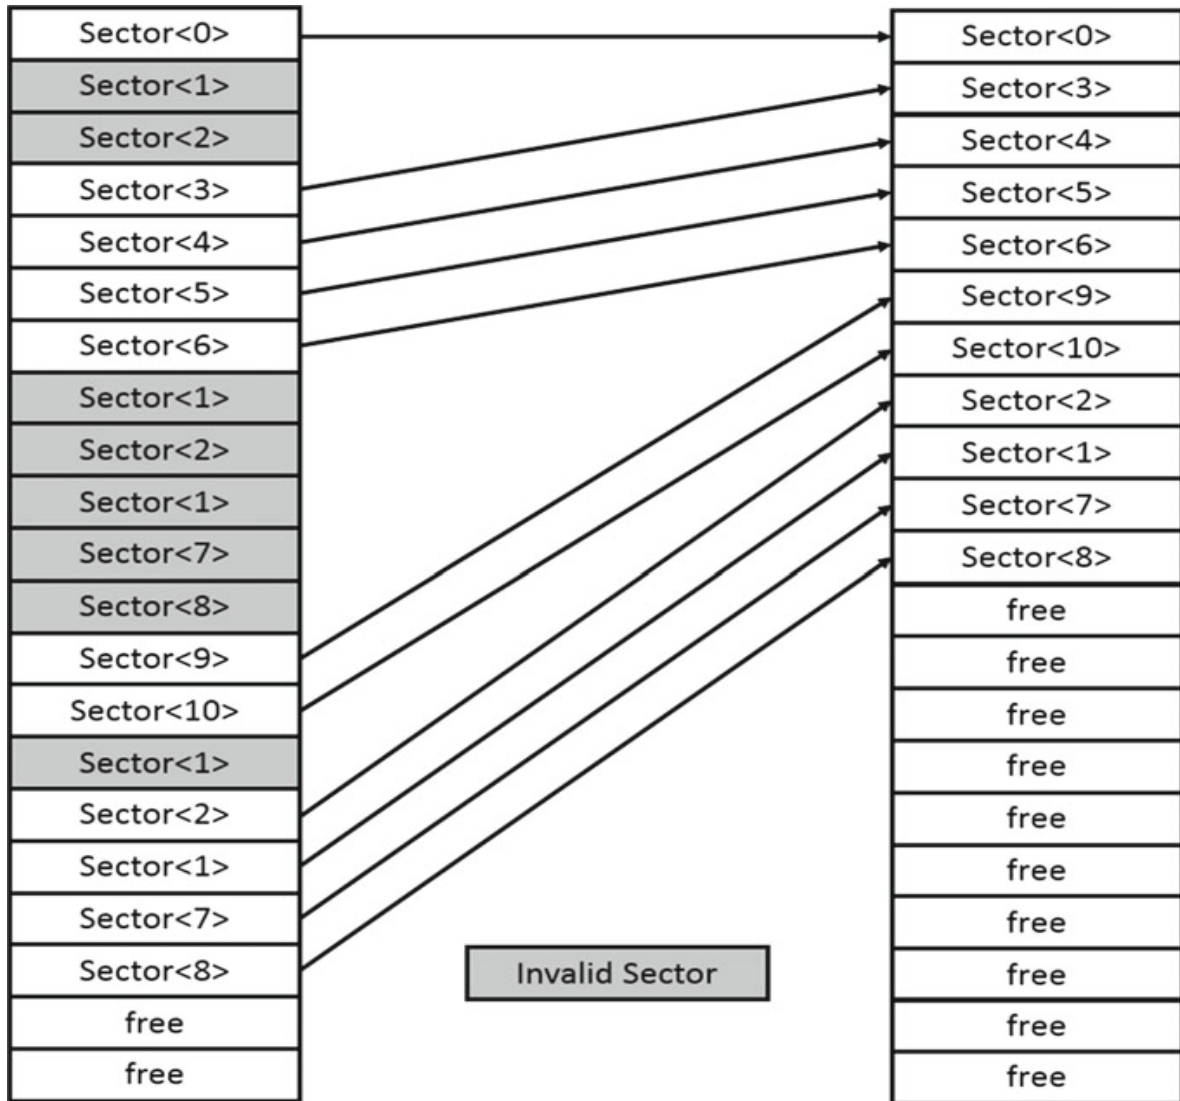 Sector<0>
Sector<1>
Sector<2>
Sector<3>
Sector<4>
Sector<5>
Sector<6>
Sector<1>
Sector<2>
Sector<1>
Sector<7>
Sector<8>
Sector<9>
Sector<10>
Sector<1>
Sector<2>
Sector<1>
Sector<7>
Sector<8>
free
free
Invalid Sector
Sector<0>
Sector<3>
Sector<4>
Sector<5>
Sector<6>
Sector<9>
Sector<10>
Sector<2>
Sector<1>
Sector<7>
Sector<8>
free
free
free
free
free
free
free
free
free
free